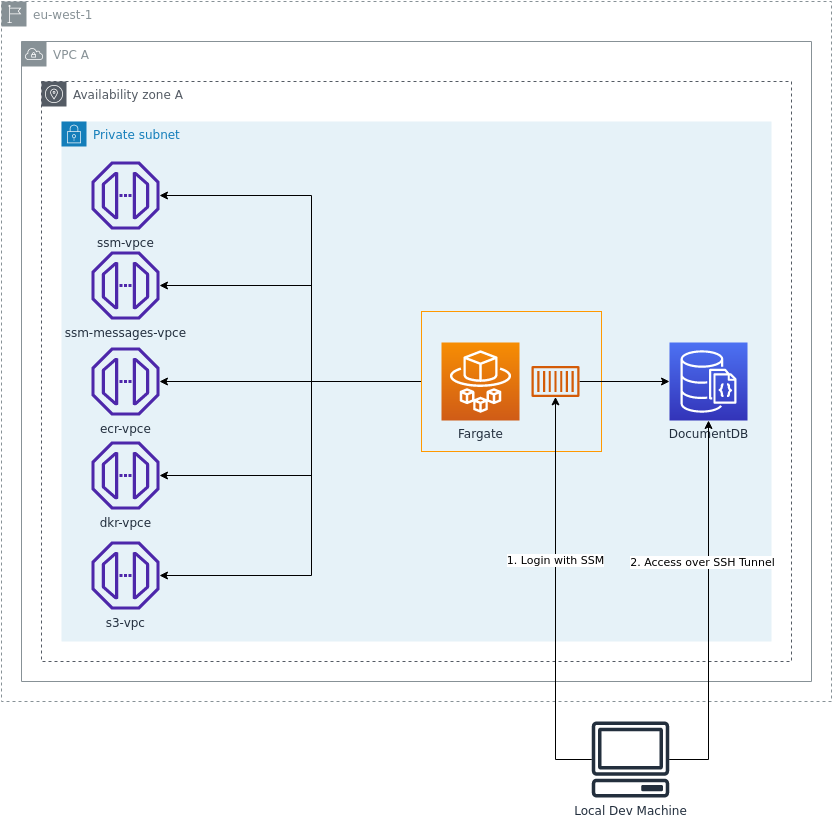 eu-west-1
VPC A
Availability zone A
Private subnet
ssm-vpce
ssm-messages-vpce
ecr-vpce
dkr-vpce
s3-vpc
Fargate
DocumentDB
1. Login with SSM
2. Access over SSH Tunnel
Local Dev Machine